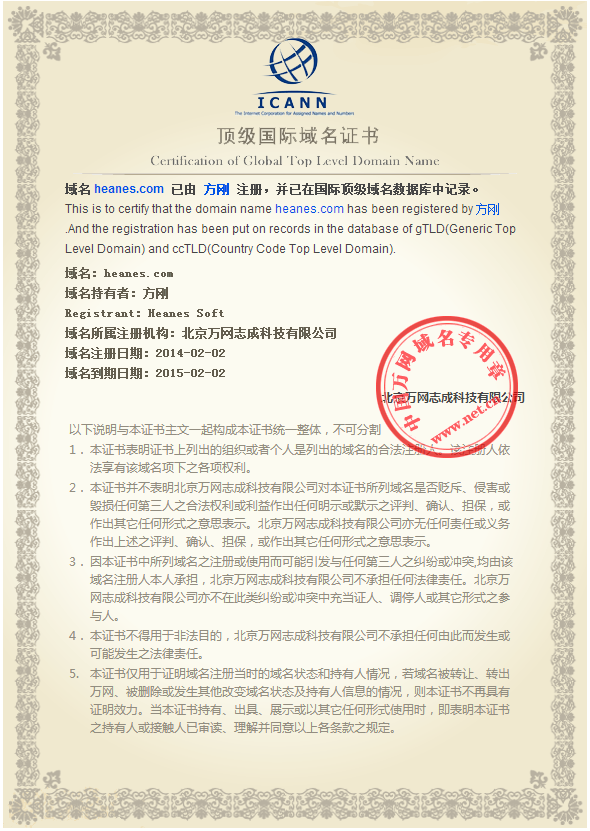 ICANN
The Internet Corporation for Assigned Names and Numbers
顶级国际域名证书
Certification of Global Top Level Domain Name
域名 heanes.com 已由 方刚 注册，并已在国际顶级域名数据库中记录。
This is to certify that the domain name heanes.com has been registered by 方刚
.And the registration has been put on records in the database of gTLD(Generic Top
Level Domain) and ccTLD(Country Code Top Level Domain).
域名：heanes.com
域名持有者：方刚
Registrant：Heanes Soft
域名所属注册机构：北京万网志成科技有限公司
域名注册日期：2014-02-02
域名到期日期：2015-02-02
中国万网域名专用章
www.net.cn
北京万网志成科技有限公司
以下说明与本证书主文一起构成本证书统一整体，不可分割
1．本证书表明证书上列出的组织或者个人是列出的域名的合法注册人。该注册人依
法享有该域名项下之各项权利。
2．本证书并不表明北京万网志成科技有限公司对本证书所列域名是否贬斥、侵害或
毁损任何第三人之合法权利或利益作出任何明示或默示之评判、确认、担保，或
作出其它任何形式之意思表示。北京万网志成科技有限公司亦无任何责任或义务
作出上述之评判、确认、担保，或作出其它任何形式之意思表示。
3．因本证书中所列域名之注册或使用而可能引发与任何第三人之纠纷或冲突,均由该
域名注册人本人承担，北京万网志成科技有限公司不承担任何法律责任。北京万
网志成科技有限公司亦不在此类纠纷或冲突中充当证人、调停人或其它形式之参
与人。
4．本证书不得用于非法目的，北京万网志成科技有限公司不承担任何由此而发生或
可能发生之法律责任。
5. 本证书仅用于证明域名注册当时的域名状态和持有人情况，若域名被转让、转出
万网、被删除或发生其他改变域名状态及持有人信息的情况，则本证书不再具有
证明效力。当本证书持有、出具、展示或以其它任何形式使用时，即表明本证书
之持有人或接触人已审读、理解并同意以上各条款之规定。